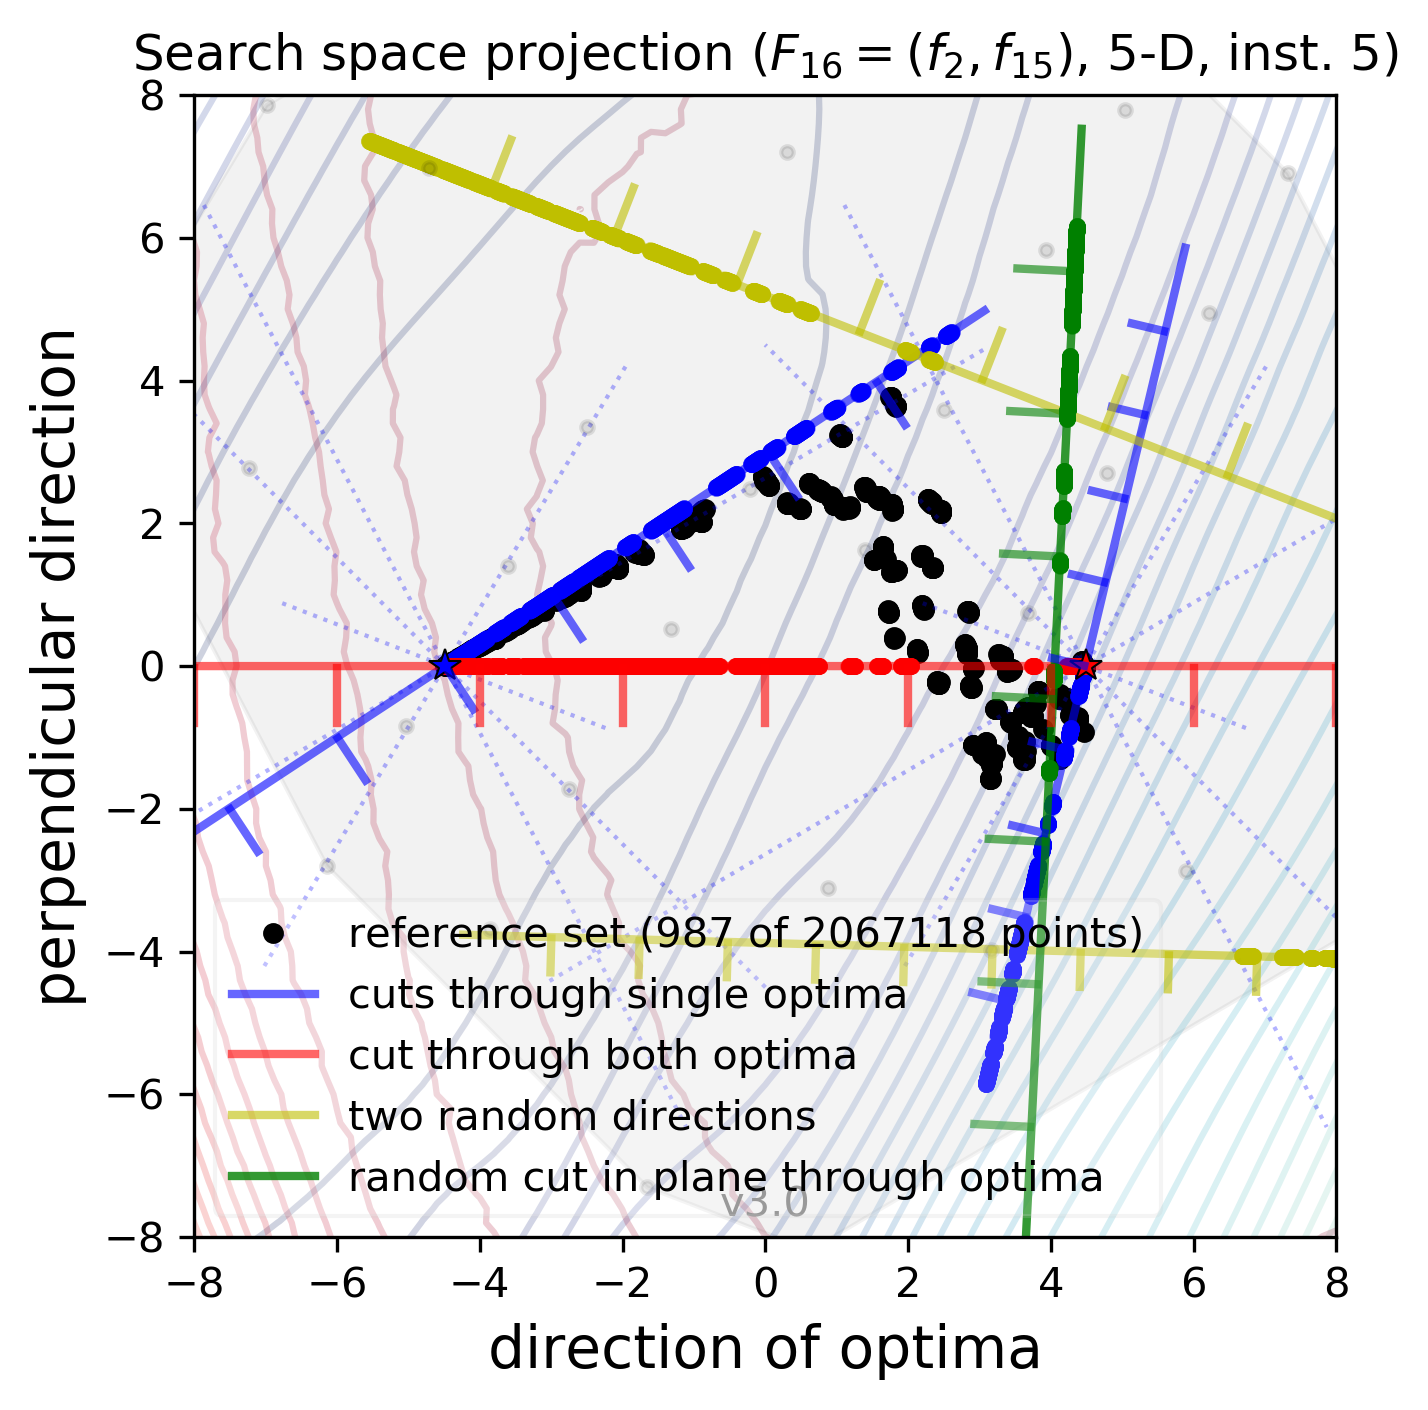 Search space projection (F₁₆ = (f₂, f₁₅), 5-D, inst. 5)
8
6
4
2
0
−2
−4
−6
−8
perpendicular direction
reference set (987 of 2067118 points)
cuts through single optima
cut through both optima
two random directions
random cut in plane through optima
v3.0
−8 −6 −4 −2 0 2 4 6 8
direction of optima